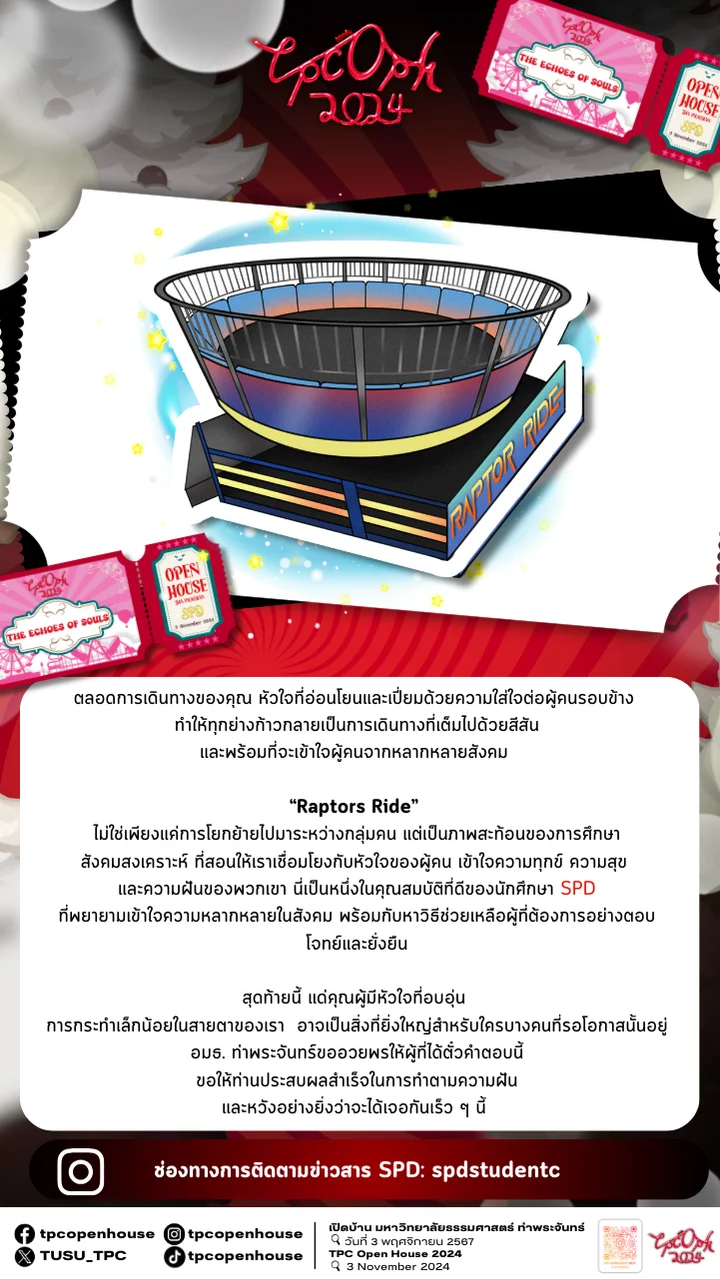 tpcOph
2024
THE ECHOES OF SOULS
OPEN
HOUSE
SPD
3 November 2024
RAPTOR RIDE
tpcOph
2024
THE ECHOES OF SOULS
OPEN
HOUSE
SPD
3 November 2024
ตลอดการเดินทางของคุณ หัวใจที่อ่อนโยนและเปี่ยมด้วยความใส่ใจต่อผู้คนรอบข้าง
ทำให้ทุกย่างก้าวกลายเป็นการเดินทางที่เต็มไปด้วยสีสัน
และพร้อมที่จะเข้าใจผู้คนจากหลากหลายสังคม
“Raptors Ride”
ไม่ใช่เพียงแค่การโยกย้ายไปมาระหว่างกลุ่มคน แต่เป็นภาพสะท้อนของการศึกษา
สังคมสงเคราะห์ ที่สอนให้เราเชื่อมโยงกับหัวใจของผู้คน เข้าใจความทุกข์ ความสุข
และความฝันของพวกเขา นี่เป็นหนึ่งในคุณสมบัติที่ดีของนักศึกษา SPD
ที่พยายามเข้าใจความหลากหลายในสังคม พร้อมกับหาวิธีช่วยเหลือผู้ที่ต้องการอย่างตอบ
โจทย์และยั่งยืน
สุดท้ายนี้ แด่คุณผู้มีหัวใจที่อบอุ่น
การกระทำเล็กน้อยในสายตาของเรา อาจเป็นสิ่งที่ยิ่งใหญ่สำหรับใครบางคนที่รอโอกาสนั้นอยู่
อมธ. ท่าพระจันทร์ขออวยพรให้ผู้ที่ได้ตั๋วคำตอบนี้
ขอให้ท่านประสบผลสำเร็จในการทำตามความฝัน
และหวังอย่างยิ่งว่าจะได้เจอกันเร็ว ๆ นี้
ช่องทางการติดตามข่าวสาร SPD: spdstudentc
tpcopenhouse tpcopenhouse
TUSU_TPC tpcopenhouse
เปิดบ้าน มหาวิทยาลัยธรรมศาสตร์ ท่าพระจันทร์
วันที่ 3 พฤศจิกายน 2567
TPC Open House 2024
3 November 2024
tpcOph
2024